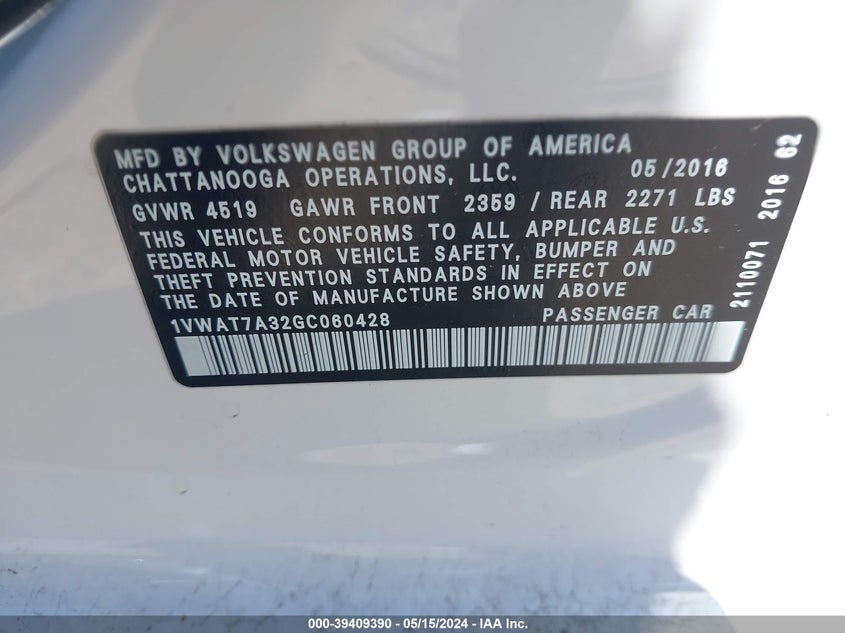 MFD BY VOLKSWAGEN GROUP OF AMERICA
CHATTANOOGA OPERATIONS, LLC. 05/2016
GVWR 4519 GAWR FRONT 2359 / REAR 2271 LBS
THIS VEHICLE CONFORMS TO ALL APPLICABLE U.S.
FEDERAL MOTOR VEHICLE SAFETY, BUMPER AND
THEFT PREVENTION STANDARDS IN EFFECT ON
THE DATE OF MANUFACTURE SHOWN ABOVE
1VWAT7A32GC060428 PASSENGER CAR
2110071 2016 62
000-39409390 - 05/15/2024 - IAA Inc.